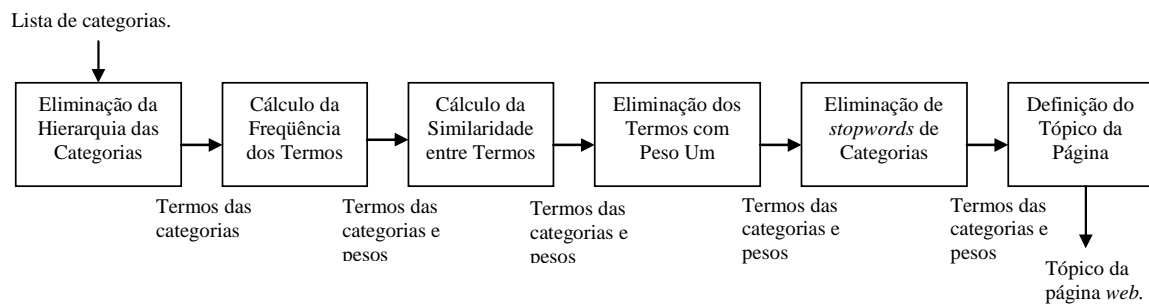 Lista de categorias.
Eliminação da
Hierarquia das
Categorias
Cálculo da
Freqüência
dos Termos
Cálculo da
Similaridade
entre Termos
Eliminação dos
Termos com
Peso Um
Eliminação de
stopwords de
Categorias
Definição do
Tópico da
Página
Termos das
categorias
Termos das
categorias e
pesos
Termos das
categorias e
pesos
Termos das
categorias e
pesos
Termos das
categorias e
pesos
Tópico da
página web.